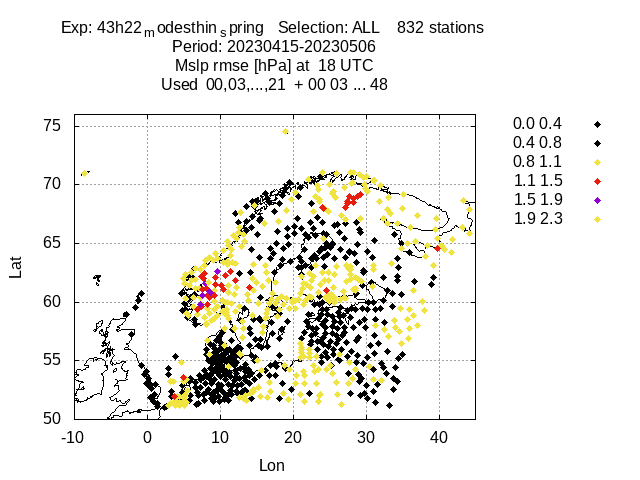 Exp: 43h22modesthinspring Selection: ALL 832 stations
Period: 20230415-20230506
Mslp rmse [hPa] at 18 UTC
Used 00,03,...,21 + 00 03 ... 48
75
70
65
60
55
50
Lat
-10 0 10 20 30 40
Lon
0.0 0.4
0.4 0.8
0.8 1.1
1.1 1.5
1.5 1.9
1.9 2.3